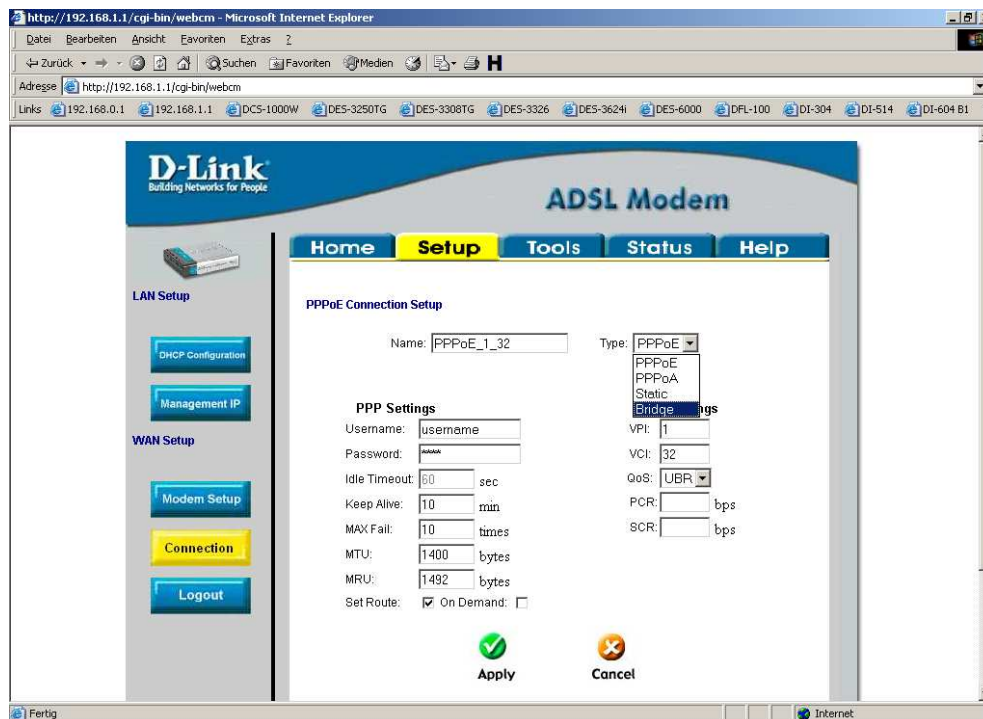 http://192.168.1.1/cgi-bin/webcm - Microsoft Internet Explorer
Datei Bearbeiten Ansicht Favoriten Extras ?
Zurück Suchen Favoriten Medien H
Adresse http://192.168.1.1/cgi-bin/webcm
Links 192.168.0.1 192.168.1.1 DCS-1000W DES-3250TG DES-3308TG DES-3326 DES-3624i DES-6000 DFL-100 DI-304 DI-514 DI-604 B1
D-Link
Building Networks for People
ADSL Modem
Home Setup Tools Status Help
LAN Setup
DHCP Configuration
Management IP
WAN Setup
Modem Setup
Connection
Logout
PPPoE Connection Setup
Name: PPPoE_1_32 Type: PPPoE
PPPoE
PPPoA
Static
Bridge
PPP Settings ngs
Username: username VPI: 1
Password: **** VCI: 32
Idle Timeout: 60 sec QoS: UBR
Keep Alive: 10 min PCR: bps
MAX Fail: 10 times SCR: bps
MTU: 1400 bytes
MRU: 1492 bytes
Set Route: On Demand:
Apply Cancel
Fertig Internet